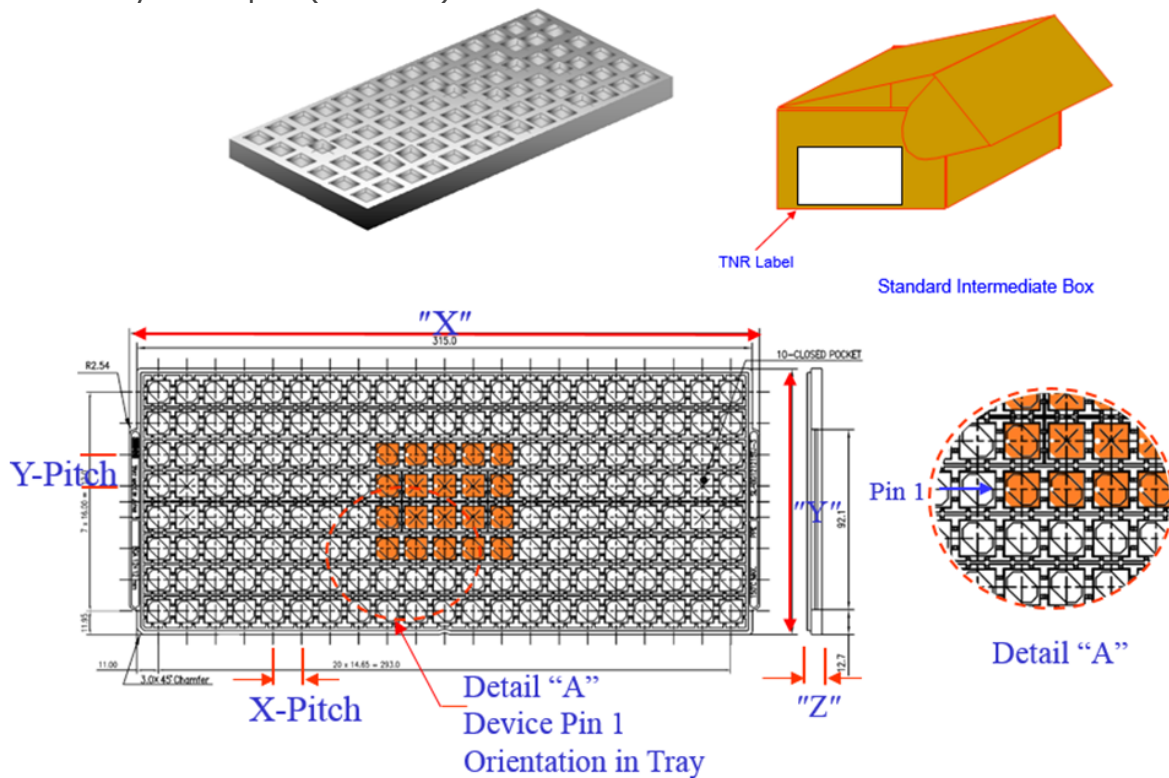 TNR Label
Standard Intermediate Box
"X"
315.0
R2.54
10-CLOSED POCKET
Y-Pitch
"Y"
92.1
Pin 1
11.95
11.00
20 x 14.65 = 293.0
3.0X45°Chamfer
12.7
X-Pitch
Detail “A”
Device Pin 1
Orientation in Tray
"Z"
Detail “A”